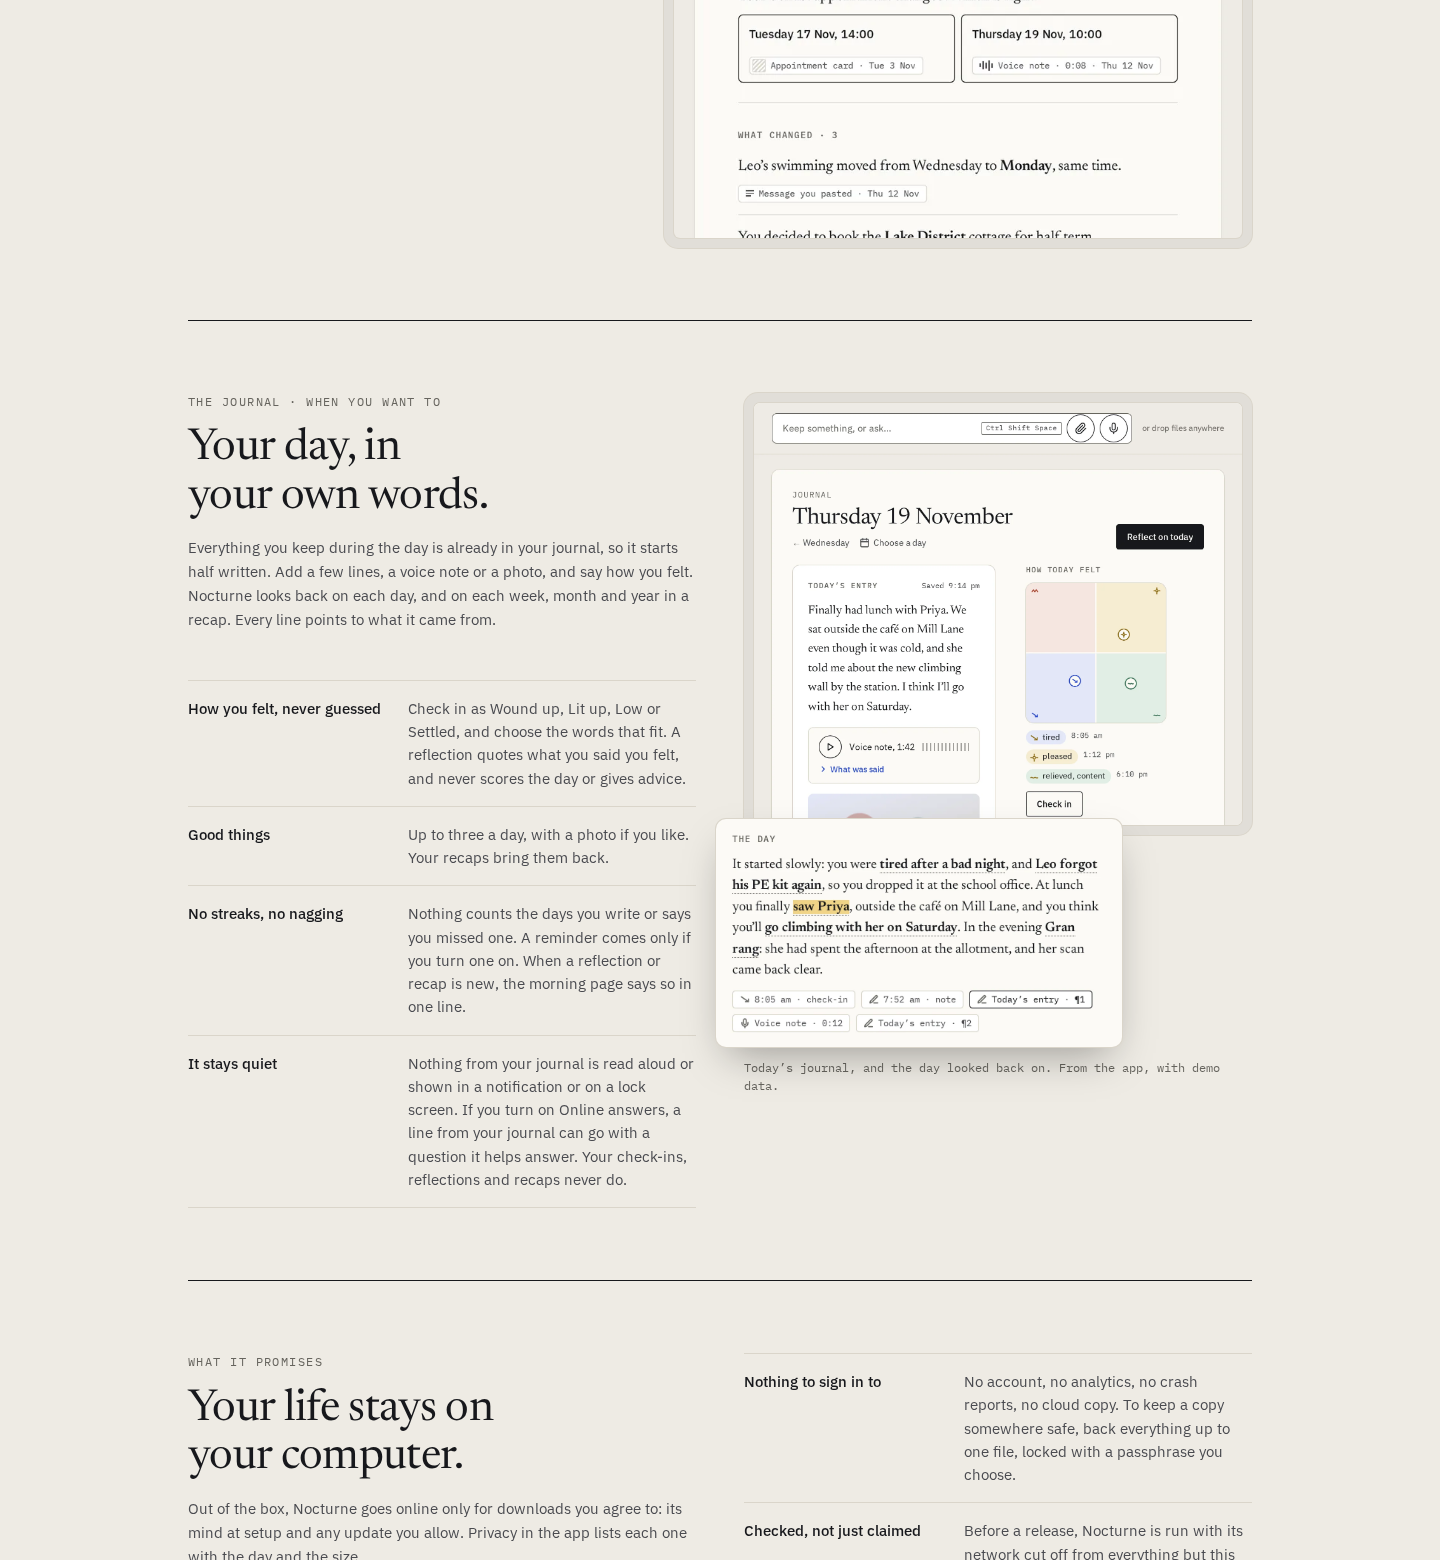 Tuesday 17 Nov, 14:00
Appointment card · Tue 3 Nov
Thursday 19 Nov, 10:00
Voice note · 0:08 · Thu 12 Nov
WHAT CHANGED · 3
Leo’s swimming moved from Wednesday to Monday, same time.
Message you pasted · Thu 12 Nov
You decided to book the Lake District cottage for half term
THE JOURNAL · WHEN YOU WANT TO
Your day, in
your own words.
Everything you keep during the day is already in your journal, so it starts
half written. Add a few lines, a voice note or a photo, and say how you felt.
Nocturne looks back on each day, and on each week, month and year in a
recap. Every line points to what it came from.
How you felt, never guessed
Check in as Wound up, Lit up, Low or
Settled, and choose the words that fit. A
reflection quotes what you said you felt,
and never scores the day or gives advice.
Good things
Up to three a day, with a photo if you like.
Your recaps bring them back.
No streaks, no nagging
Nothing counts the days you write or says
you missed one. A reminder comes only if
you turn one on. When a reflection or
recap is new, the morning page says so in
one line.
It stays quiet
Nothing from your journal is read aloud or
shown in a notification or on a lock
screen. If you turn on Online answers, a
line from your journal can go with a
question it helps answer. Your check-ins,
reflections and recaps never do.
Keep something, or ask...
Ctrl Shift Space
or drop files anywhere
JOURNAL
Thursday 19 November
← Wednesday
Choose a day
Reflect on today
TODAY’S ENTRY
Saved 9:14 pm
Finally had lunch with Priya. We
sat outside the café on Mill Lane
even though it was cold, and she
told me about the new climbing
wall by the station. I think I’ll go
with her on Saturday.
Voice note, 1:42
What was said
HOW TODAY FELT
tired 8:05 am
pleased 1:12 pm
relieved, content 6:10 pm
Check in
THE DAY
It started slowly: you were tired after a bad night, and Leo forgot
his PE kit again, so you dropped it at the school office. At lunch
you finally saw Priya, outside the café on Mill Lane, and you think
you’ll go climbing with her on Saturday. In the evening Gran
rang: she had spent the afternoon at the allotment, and her scan
came back clear.
8:05 am · check-in
7:52 am · note
Today’s entry · ¶1
Voice note · 0:12
Today’s entry · ¶2
Today’s journal, and the day looked back on. From the app, with demo
data.
WHAT IT PROMISES
Your life stays on
your computer.
Out of the box, Nocturne goes online only for downloads you agree to: its
mind at setup and any update you allow. Privacy in the app lists each one
with the day and the size.
Nothing to sign in to
No account, no analytics, no crash
reports, no cloud copy. To keep a copy
somewhere safe, back everything up to
one file, locked with a passphrase you
choose.
Checked, not just claimed
Before a release, Nocturne is run with its
network cut off from everything but this